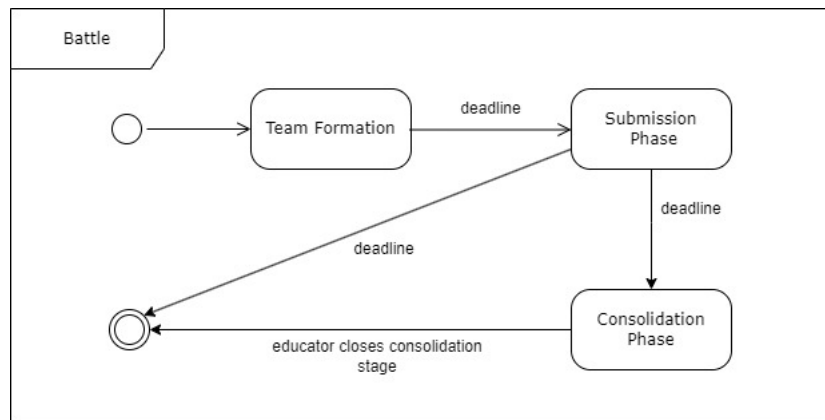 Battle
deadline
Team Formation
Submission
Phase
deadline
deadline
Consolidation
Phase
educator closes consolidation
stage